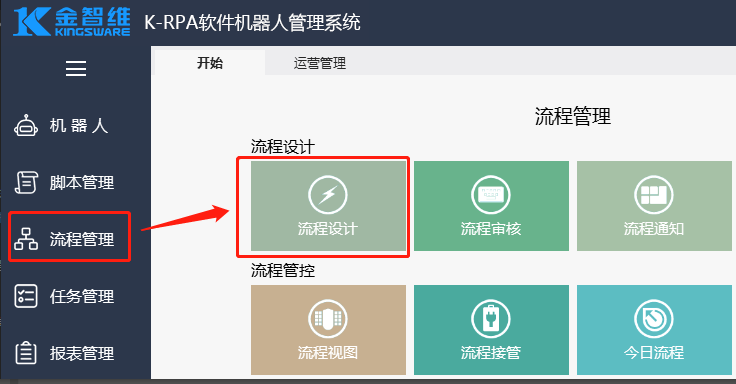 金智维
KINGSWARE
K-RPA软件机器人管理系统
开始
运营管理
机器人
脚本管理
流程管理
任务管理
报表管理
流程管理
流程设计
流程设计
流程审核
流程通知
流程管控
流程视图
流程接管
今日流程